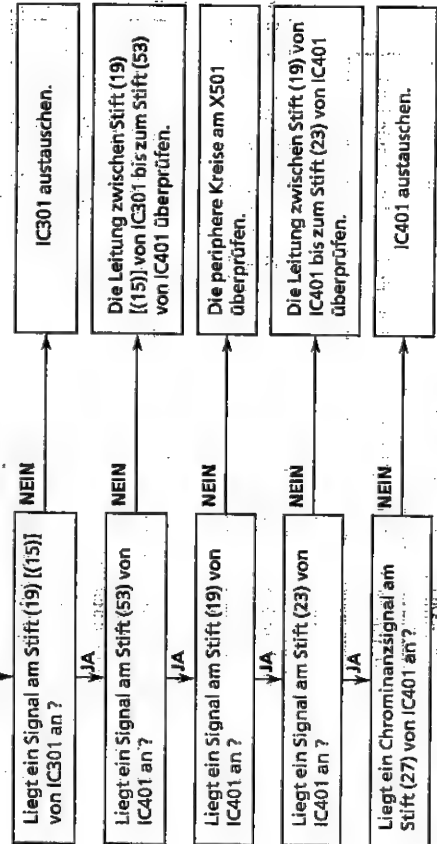 Liegt ein Signal am Stift (19) [(15)]
von IC301 an ?
NEIN
IC301 austauschen.
JA
Liegt ein Signal am Stift (53) von
IC401 an ?
NEIN
Die Leitung zwischen Stift (19)
[(15)] von IC301 bis zum Stift (53)
von IC401 überprüfen.
JA
Liegt ein Signal am Stift (19) von
IC401 an ?
NEIN
Die periphere Kreise am X501
überprüfen.
JA
Liegt ein Signal am Stift (23) von
IC401 an ?
NEIN
Die Leitung zwischen Stift (19) von
IC401 bis zum Stift (23) von IC401
überprüfen.
JA
Liegt ein Chrominanzsignal am
Stift (27) von IC401 an ?
NEIN
IC401 austauschen.